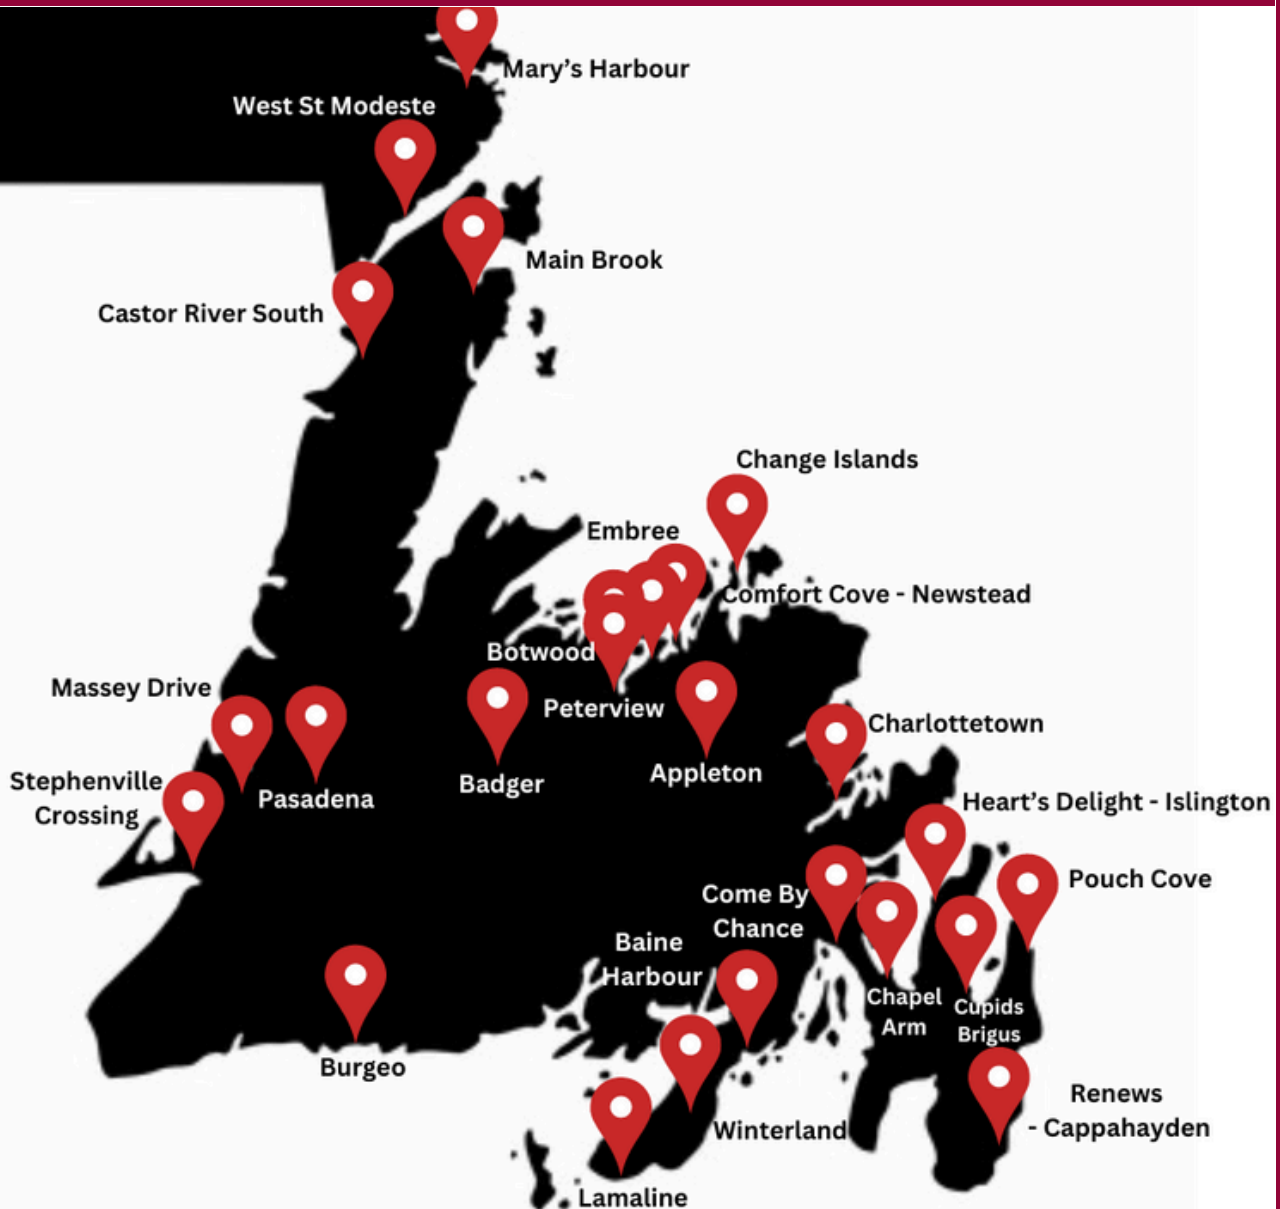 Mary’s Harbour
West St Modeste
Main Brook
Castor River South
Change Islands
Embree
Comfort Cove - Newstead
Botwood
Massey Drive
Peterview
Charlottetown
Stephenville
Crossing
Pasadena
Badger
Appleton
Heart’s Delight - Islington
Pouch Cove
Come By
Chance
Baine
Harbour
Chapel
Arm
Cupids
Brigus
Burgeo
Renews
- Cappahayden
Winterland
Lamaline